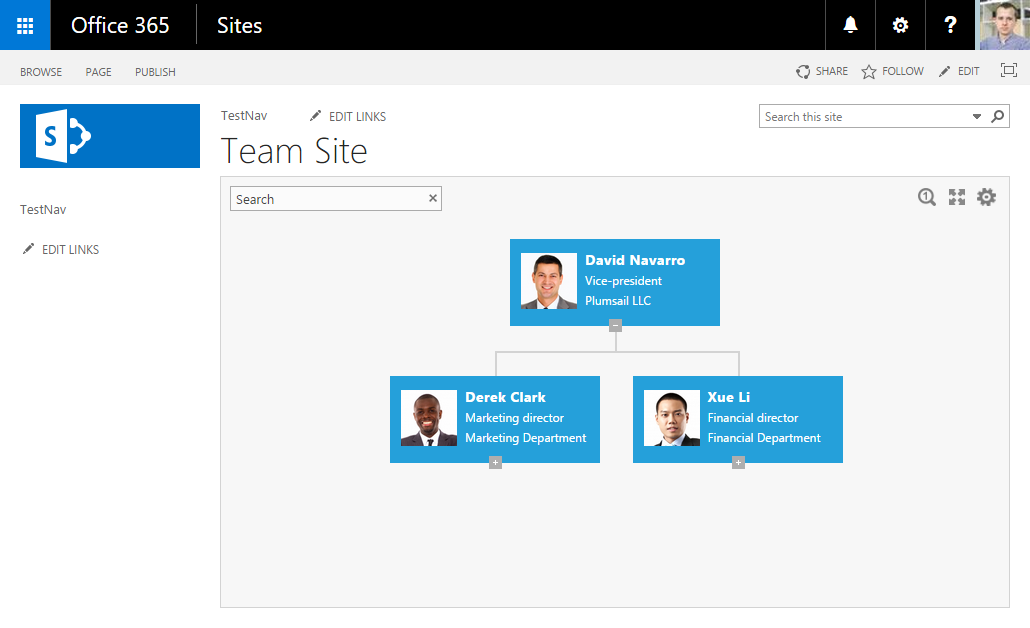 Office 365
Sites
?
BROWSE
PAGE
PUBLISH
SHARE
FOLLOW
EDIT
S
TestNav
EDIT LINKS
Search this site
Team Site
TestNav
EDIT LINKS
Search
1
David Navarro
Vice-president
Plumsail LLC
Derek Clark
Marketing director
Marketing Department
Xue Li
Financial director
Financial Department